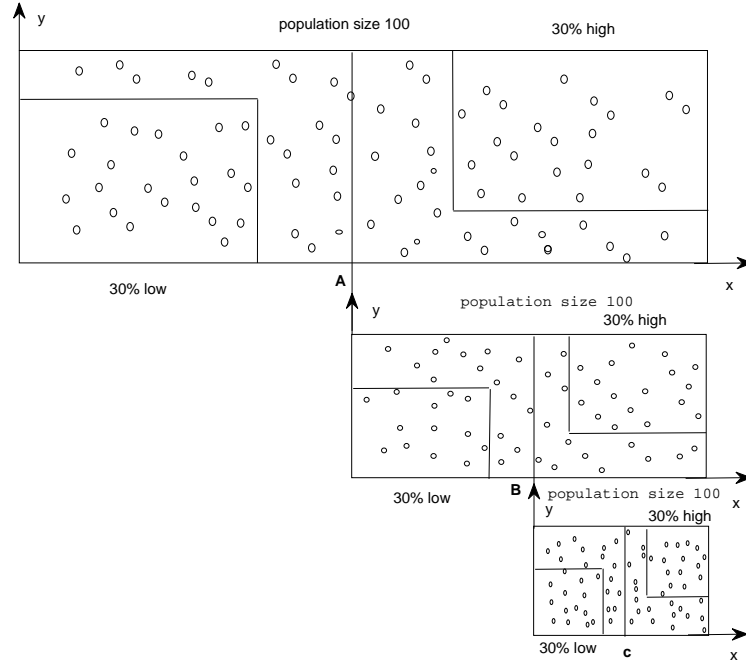 y
population size 100
30% high
30% low
A
x
y
population size 100
30% high
30% low
B
x
population size 100
y
30% high
30% low
c
x